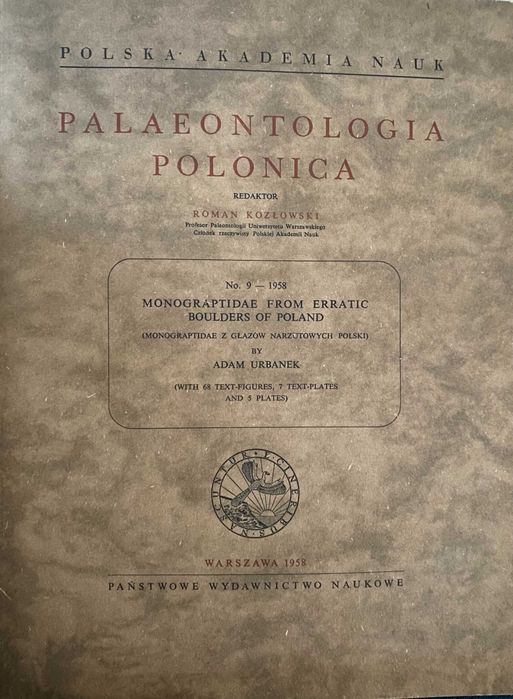 POLSKA AKADEMIA NAUK
PALAEONTOLOGIA
POLONICA
REDAKTOR
ROMAN KOZŁOWSKI
Profesor Paleontologii Uniwersytetu Warszawskiego
Członek rzeczywisty Polskiej Akademii Nauk
No. 9 — 1958
MONOGRAPTIDAE FROM ERRATIC
BOULDERS OF POLAND
(MONOGRAPTIDAE Z GŁAZÓW NARZUTOWYCH POLSKI)
BY
ADAM URBANEK
(WITH 68 TEXT-FIGURES, 7 TEXT-PLATES
AND 5 PLATES)
NASCUNTUR E CINERIBUS
WARSZAWA 1958
PAŃSTWOWE WYDAWNICTWO NAUKOWE